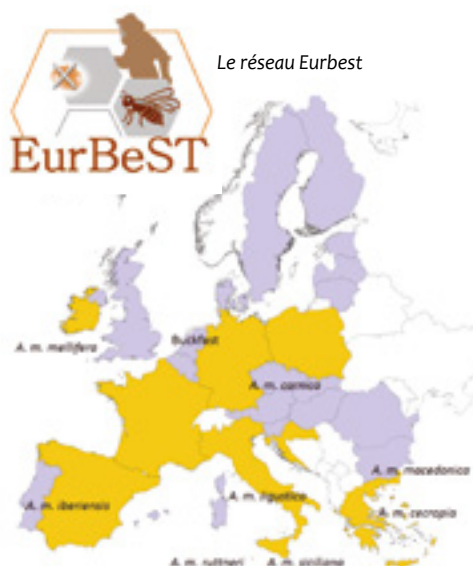 Le réseau Eurbest
EurBeST
A. m. mellifera
Buckfast
A. m. carnica
A. m. macedonica
A. m. iberiensis
A. m. ligustica
A. m. cecropia
A. m. ruttneri
A. m. siciliana